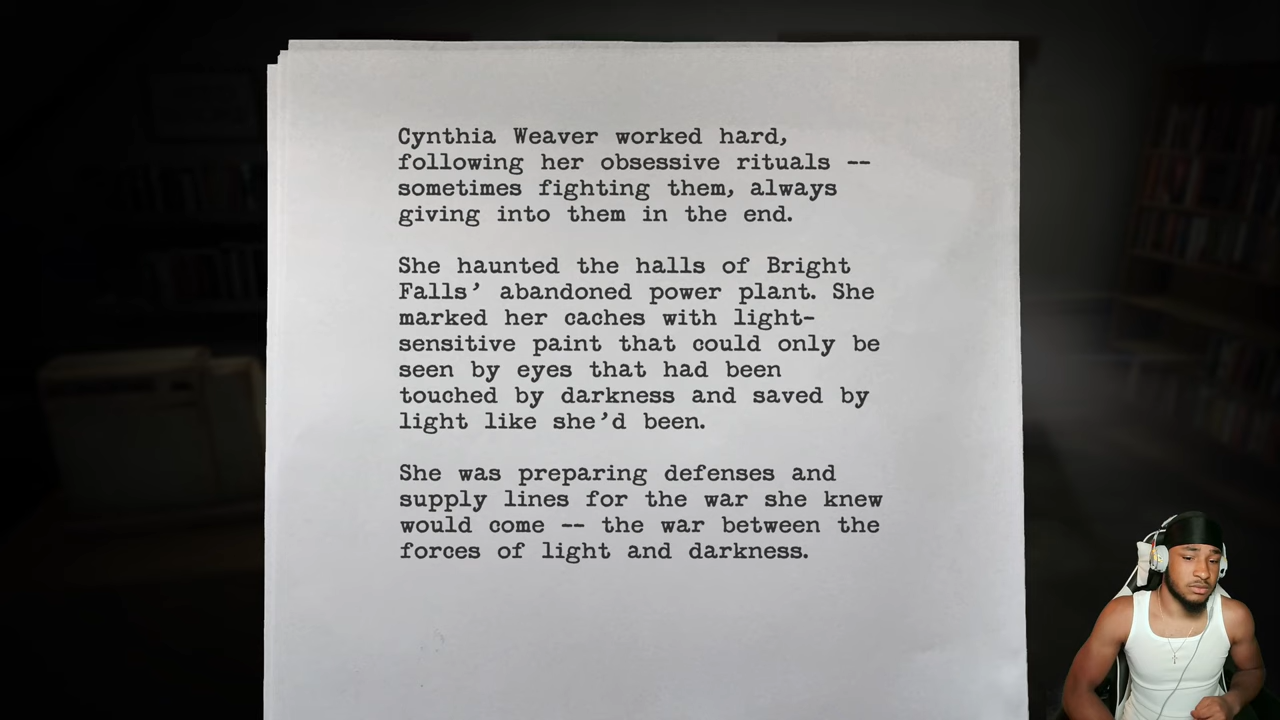 Cynthia Weaver worked hard,
following her obsessive rituals --
sometimes fighting them, always
giving into them in the end.
She haunted the halls of Bright
Falls’ abandoned power plant. She
marked her caches with light-
sensitive paint that could only be
seen by eyes that had been
touched by darkness and saved by
light like she’d been.
She was preparing defenses and
supply lines for the war she knew
would come -- the war between the
forces of light and darkness.